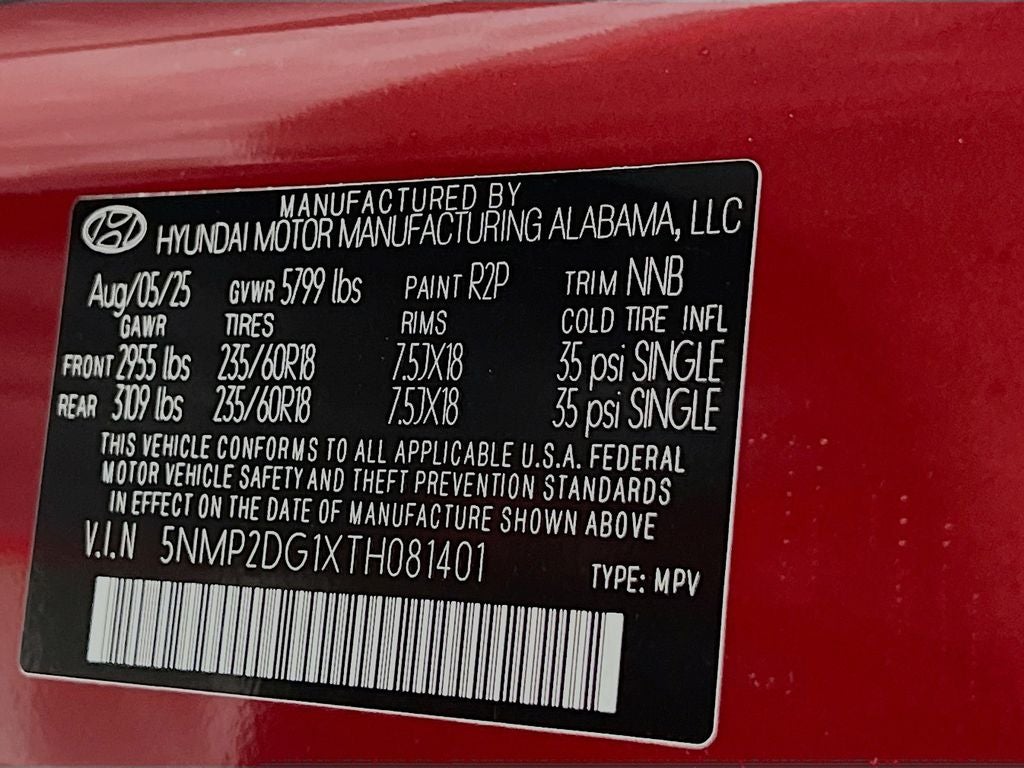 MANUFACTURED BY
HYUNDAI MOTOR MANUFACTURING ALABAMA, LLC
Aug/05/25 GVWR 5799 lbs PAINT R2P TRIM NNB
GAWR TIRES RIMS COLD TIRE INFL
FRONT 2955 lbs 235/60R18 7.5JX18 35 psi SINGLE
REAR 3109 lbs 235/60R18 7.5JX18 35 psi SINGLE
THIS VEHICLE CONFORMS TO ALL APPLICABLE U.S.A. FEDERAL
MOTOR VEHICLE SAFETY AND THEFT PREVENTION STANDARDS
IN EFFECT ON THE DATE OF MANUFACTURE SHOWN ABOVE
V.I.N 5NMP2DG1XTH081401 TYPE: MPV